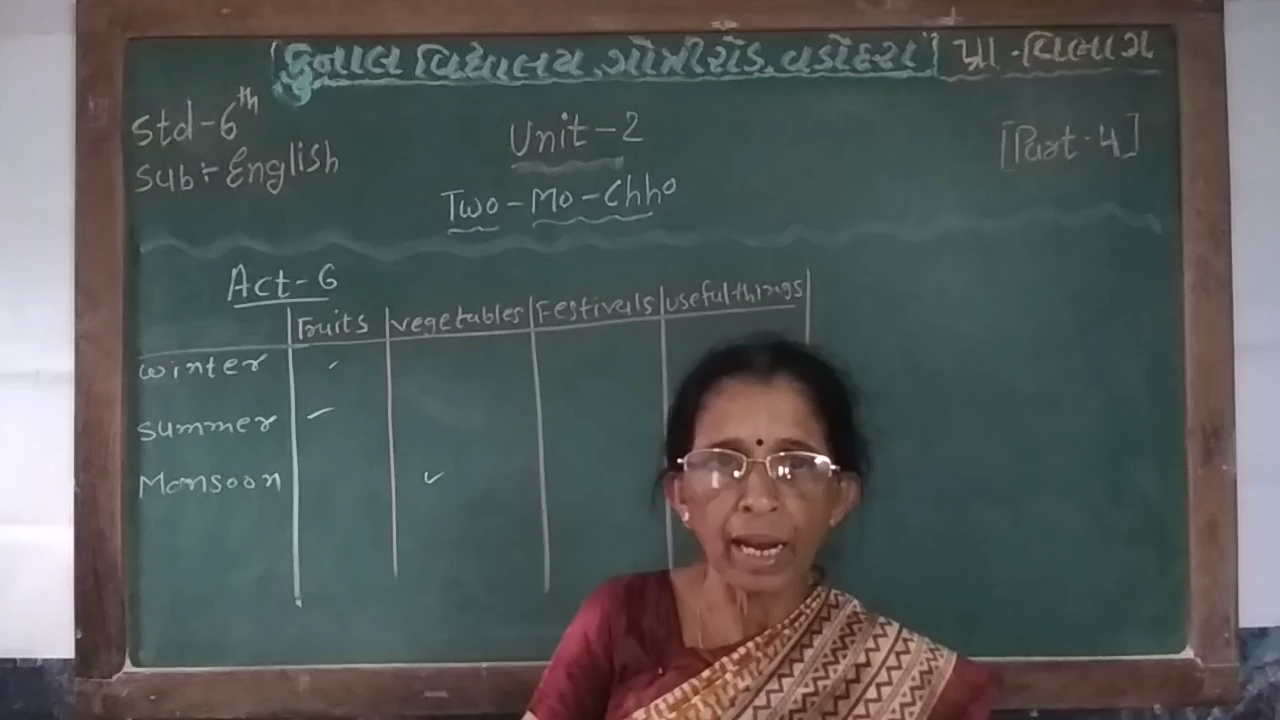 [કુનાલ વિદ્યાલય, ગોત્રીરોડ, વડોદરા] પ્રા - વિભાગ
Std-6th
Sub:- English
Unit-2
[Part-4]
Two-Mo-Chho
Act-6
Fruits vegetables Festivals useful things
winter
summer
Monsoon